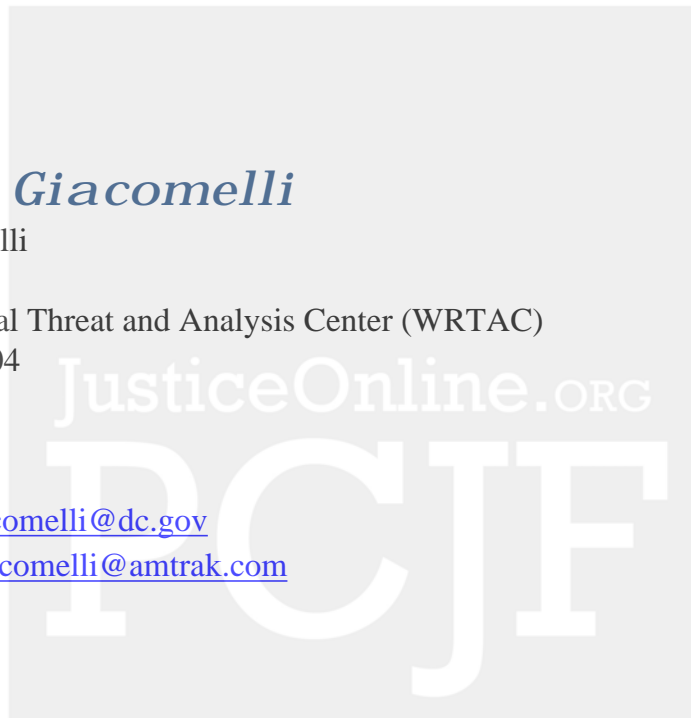 Giacomelli
lli
al Threat and Analysis Center (WRTAC)
04
JusticeOnline.ORG
PCJF
comelli@dc.gov
comelli@amtrak.com